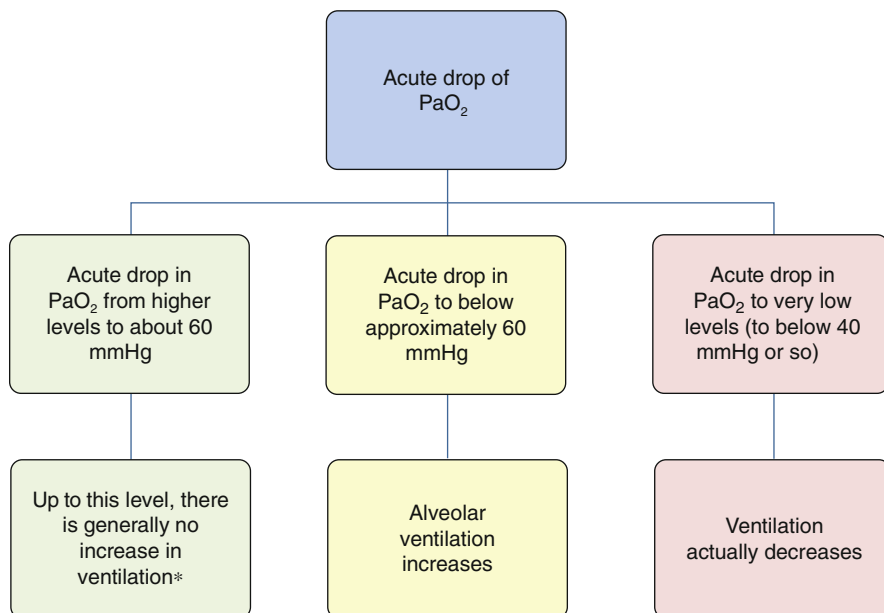 Acute drop of
PaO₂
Acute drop in
PaO₂ from higher
levels to about 60
mmHg
Acute drop in
PaO₂ to below
approximately 60
mmHg
Acute drop in
PaO₂ to very low
levels (to below 40
mmHg or so)
Up to this level, there
is generally no
increase in
ventilation*
Alveolar
ventilation
increases
Ventilation
actually decreases